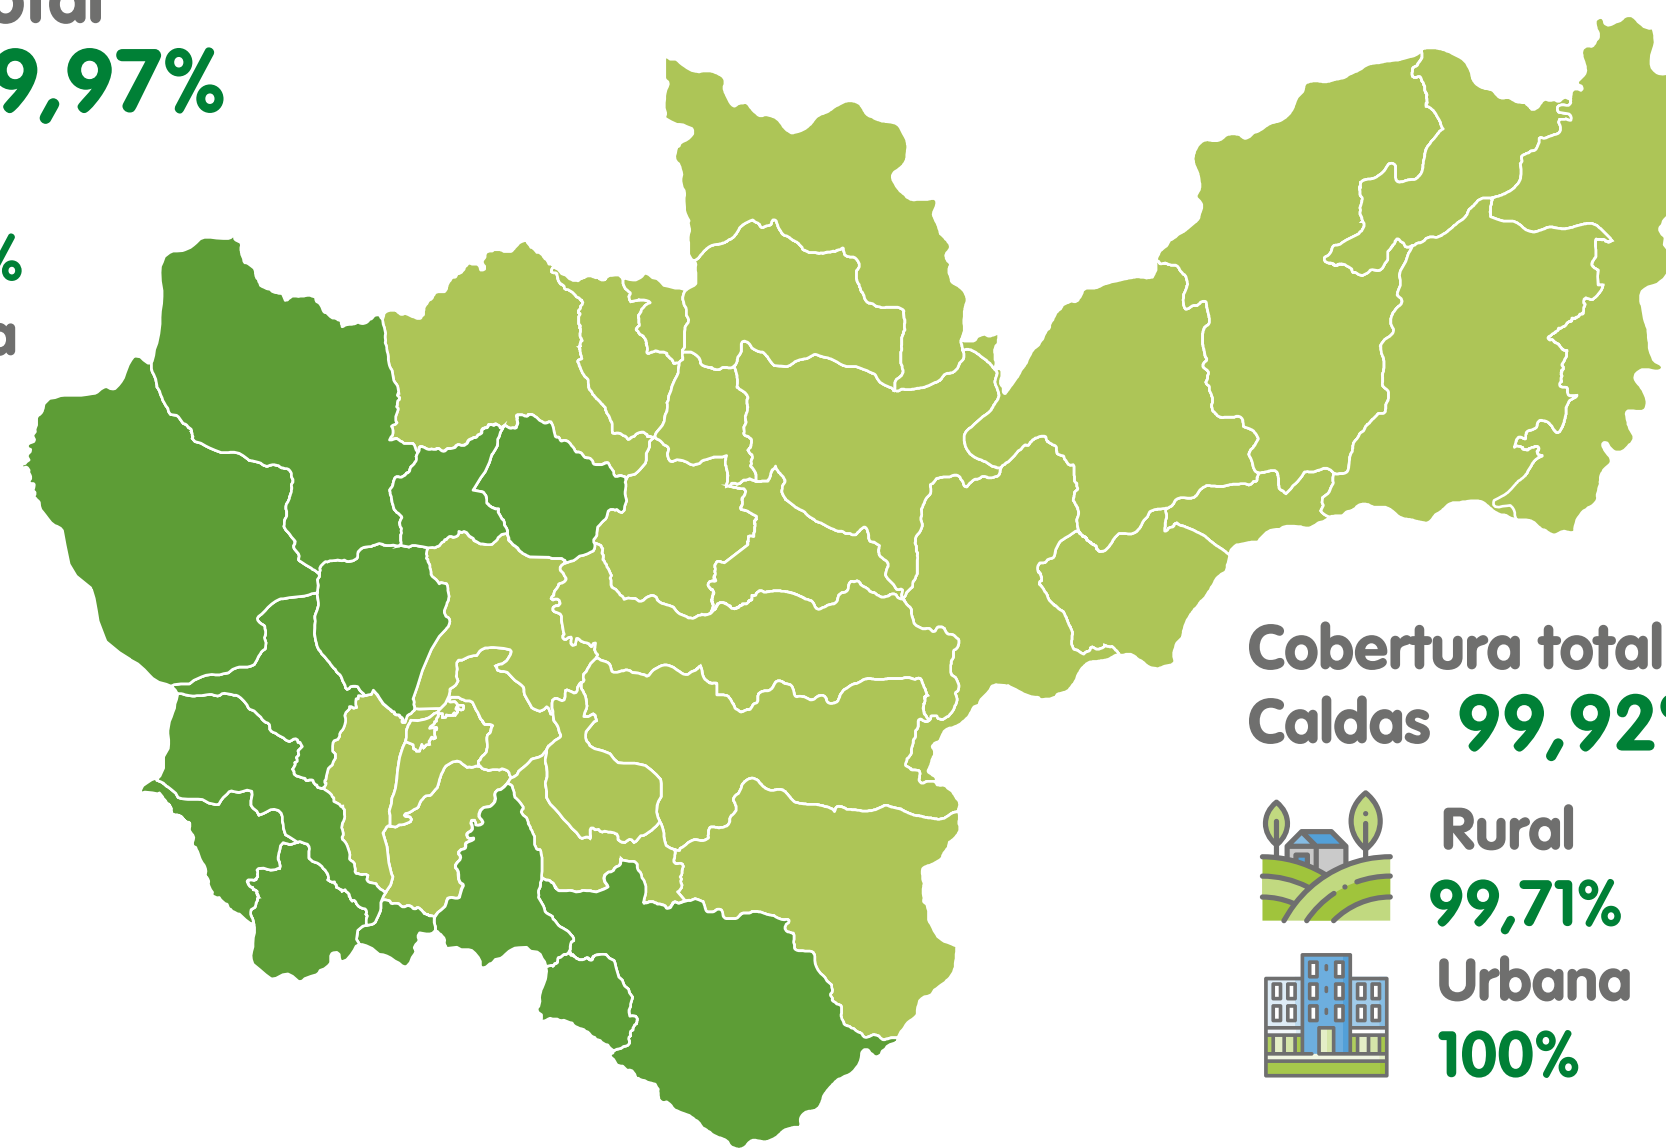 9,97%
%
a
Cobertura total
Caldas 99,92
Rural
99,71%
Urbana
100%